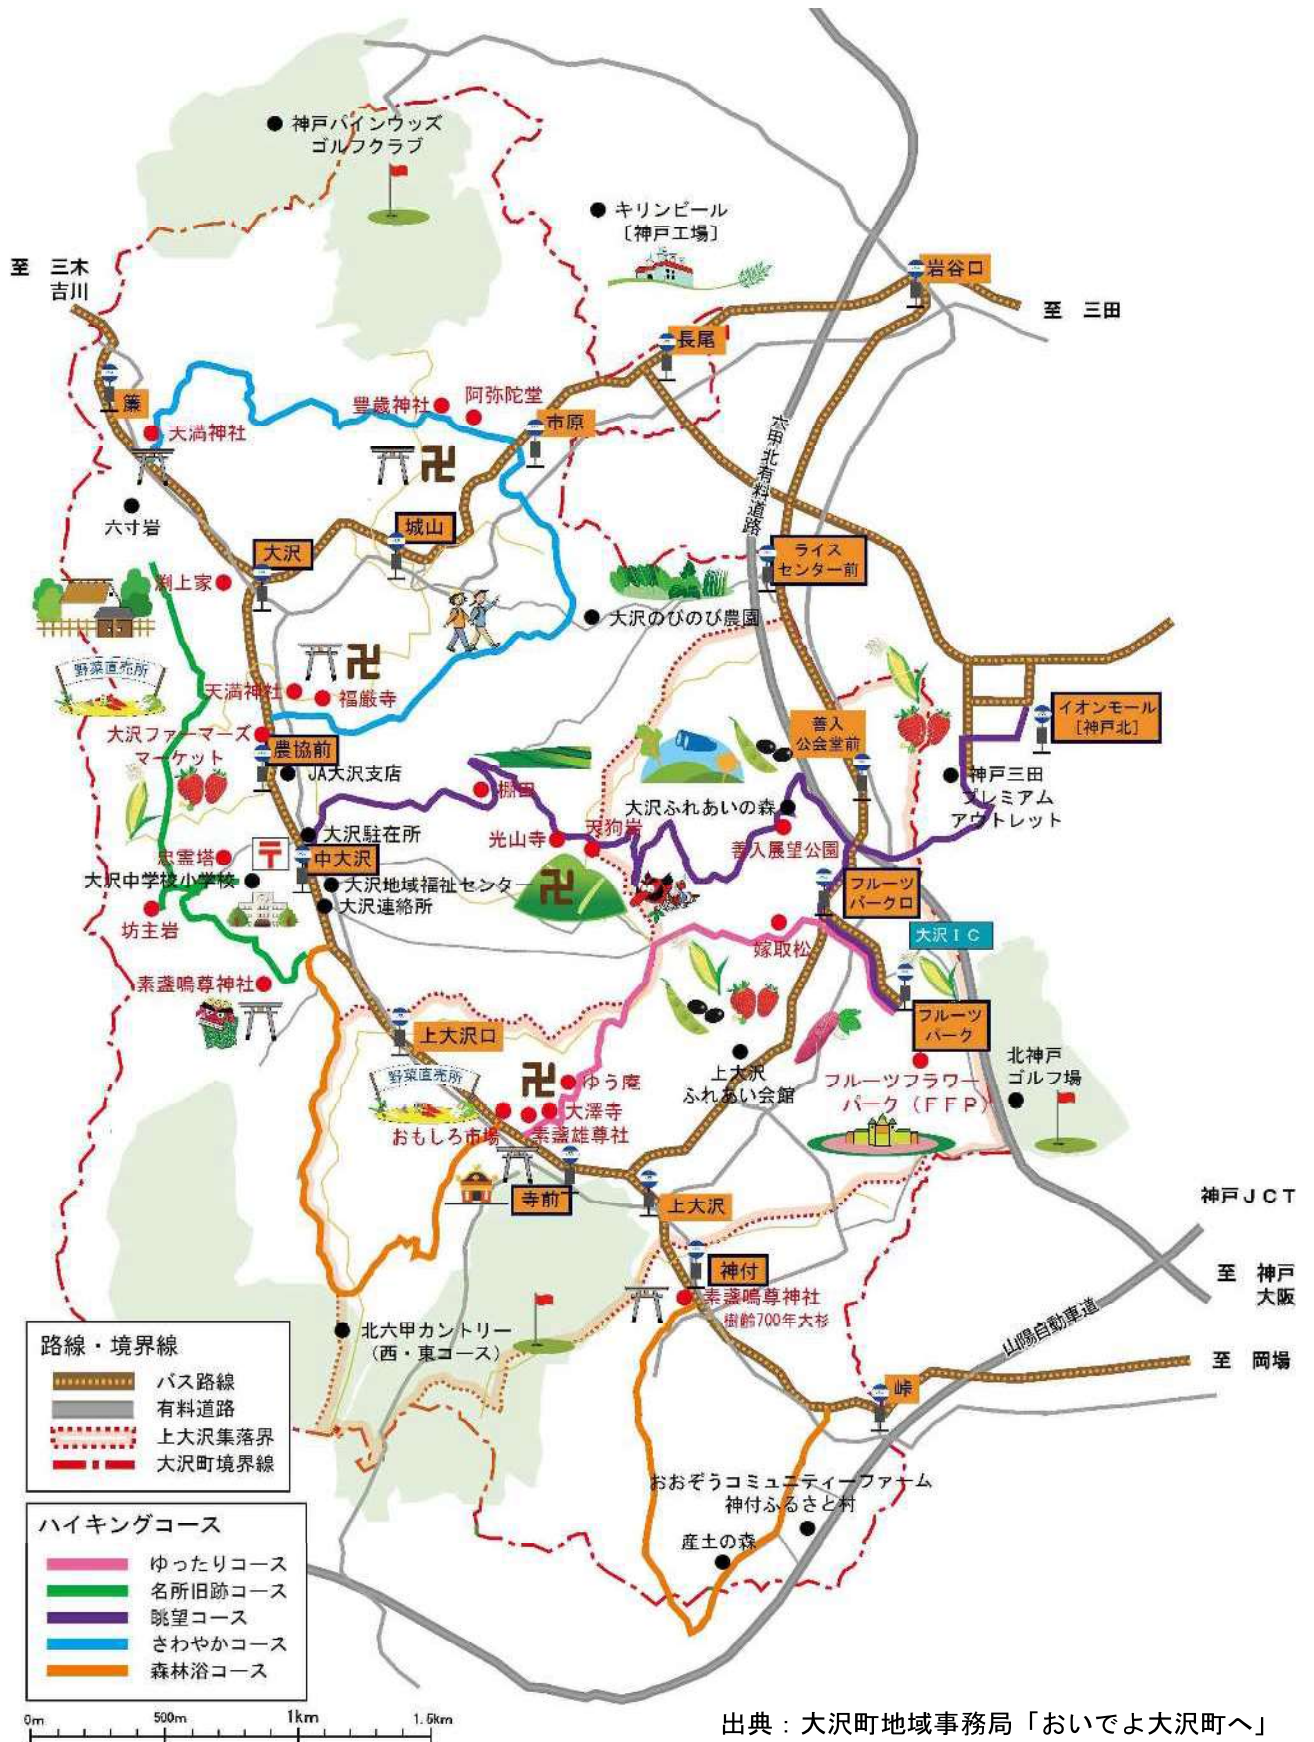 神戸パインウッズ
ゴルフクラブ
キリンビール
〔神戸工場〕
至 三木
吉川
岩谷口
至 三田
長尾
簾
天満神社
豊歳神社
阿弥陀堂
市原
六甲北有料道路
六寸岩
城山
大沢
ライス
センター前
渕上家
大沢のびのび農園
野菜直売所
天満神社
福厳寺
大沢ファーマーズ
マーケット
農協前
JA大沢支店
善入
公会堂前
イオンモール
［神戸北］
神戸三田
プレミアム
アウトレット
棚田
大沢ふれあいの森
天狗岩
光山寺
善入展望公園
大沢駐在所
中大沢
忠霊塔
大沢中学校小学校
大沢地域福祉センター
大沢連絡所
フルーツ
パーク口
坊主岩
嫁取松
大沢ＩＣ
素盞嗚尊神社
上大沢口
フルーツ
パーク
野菜直売所
ゆう庵
大澤寺
おもしろ市場
素盞雄尊社
上大沢
ふれあい会館
フルーツフラワー
パーク（ＦＦＰ）
北神戸
ゴルフ場
寺前
上大沢
神戸ＪＣＴ
神付
素盞嗚尊神社
樹齢700年大杉
至 神戸
大阪
山陽自動車道
北六甲カントリー
（西・東コース）
至 岡場
峠
おおぞうコミュニティーファーム
神付ふるさと村
産土の森
路線・境界線
バス路線
有料道路
上大沢集落界
大沢町境界線
ハイキングコース
ゆったりコース
名所旧跡コース
眺望コース
さわやかコース
森林浴コース
0m 500m 1km 1.5km
出典：大沢町地域事務局「おいでよ大沢町へ」